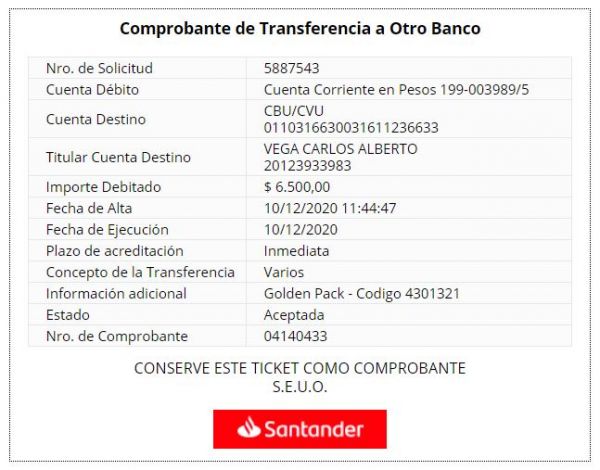 Comprobante de Transferencia a Otro Banco
Nro. de Solicitud 5887543
Cuenta Débito Cuenta Corriente en Pesos 199-003989/5
Cuenta Destino CBU/CVU
0110316630031611236633
Titular Cuenta Destino VEGA CARLOS ALBERTO
20123933983
Importe Debitado $ 6.500,00
Fecha de Alta 10/12/2020 11:44:47
Fecha de Ejecución 10/12/2020
Plazo de acreditación Inmediata
Concepto de la Transferencia Varios
Información adicional Golden Pack - Codigo 4301321
Estado Aceptada
Nro. de Comprobante 04140433
CONSERVE ESTE TICKET COMO COMPROBANTE
S.E.U.O.
Santander